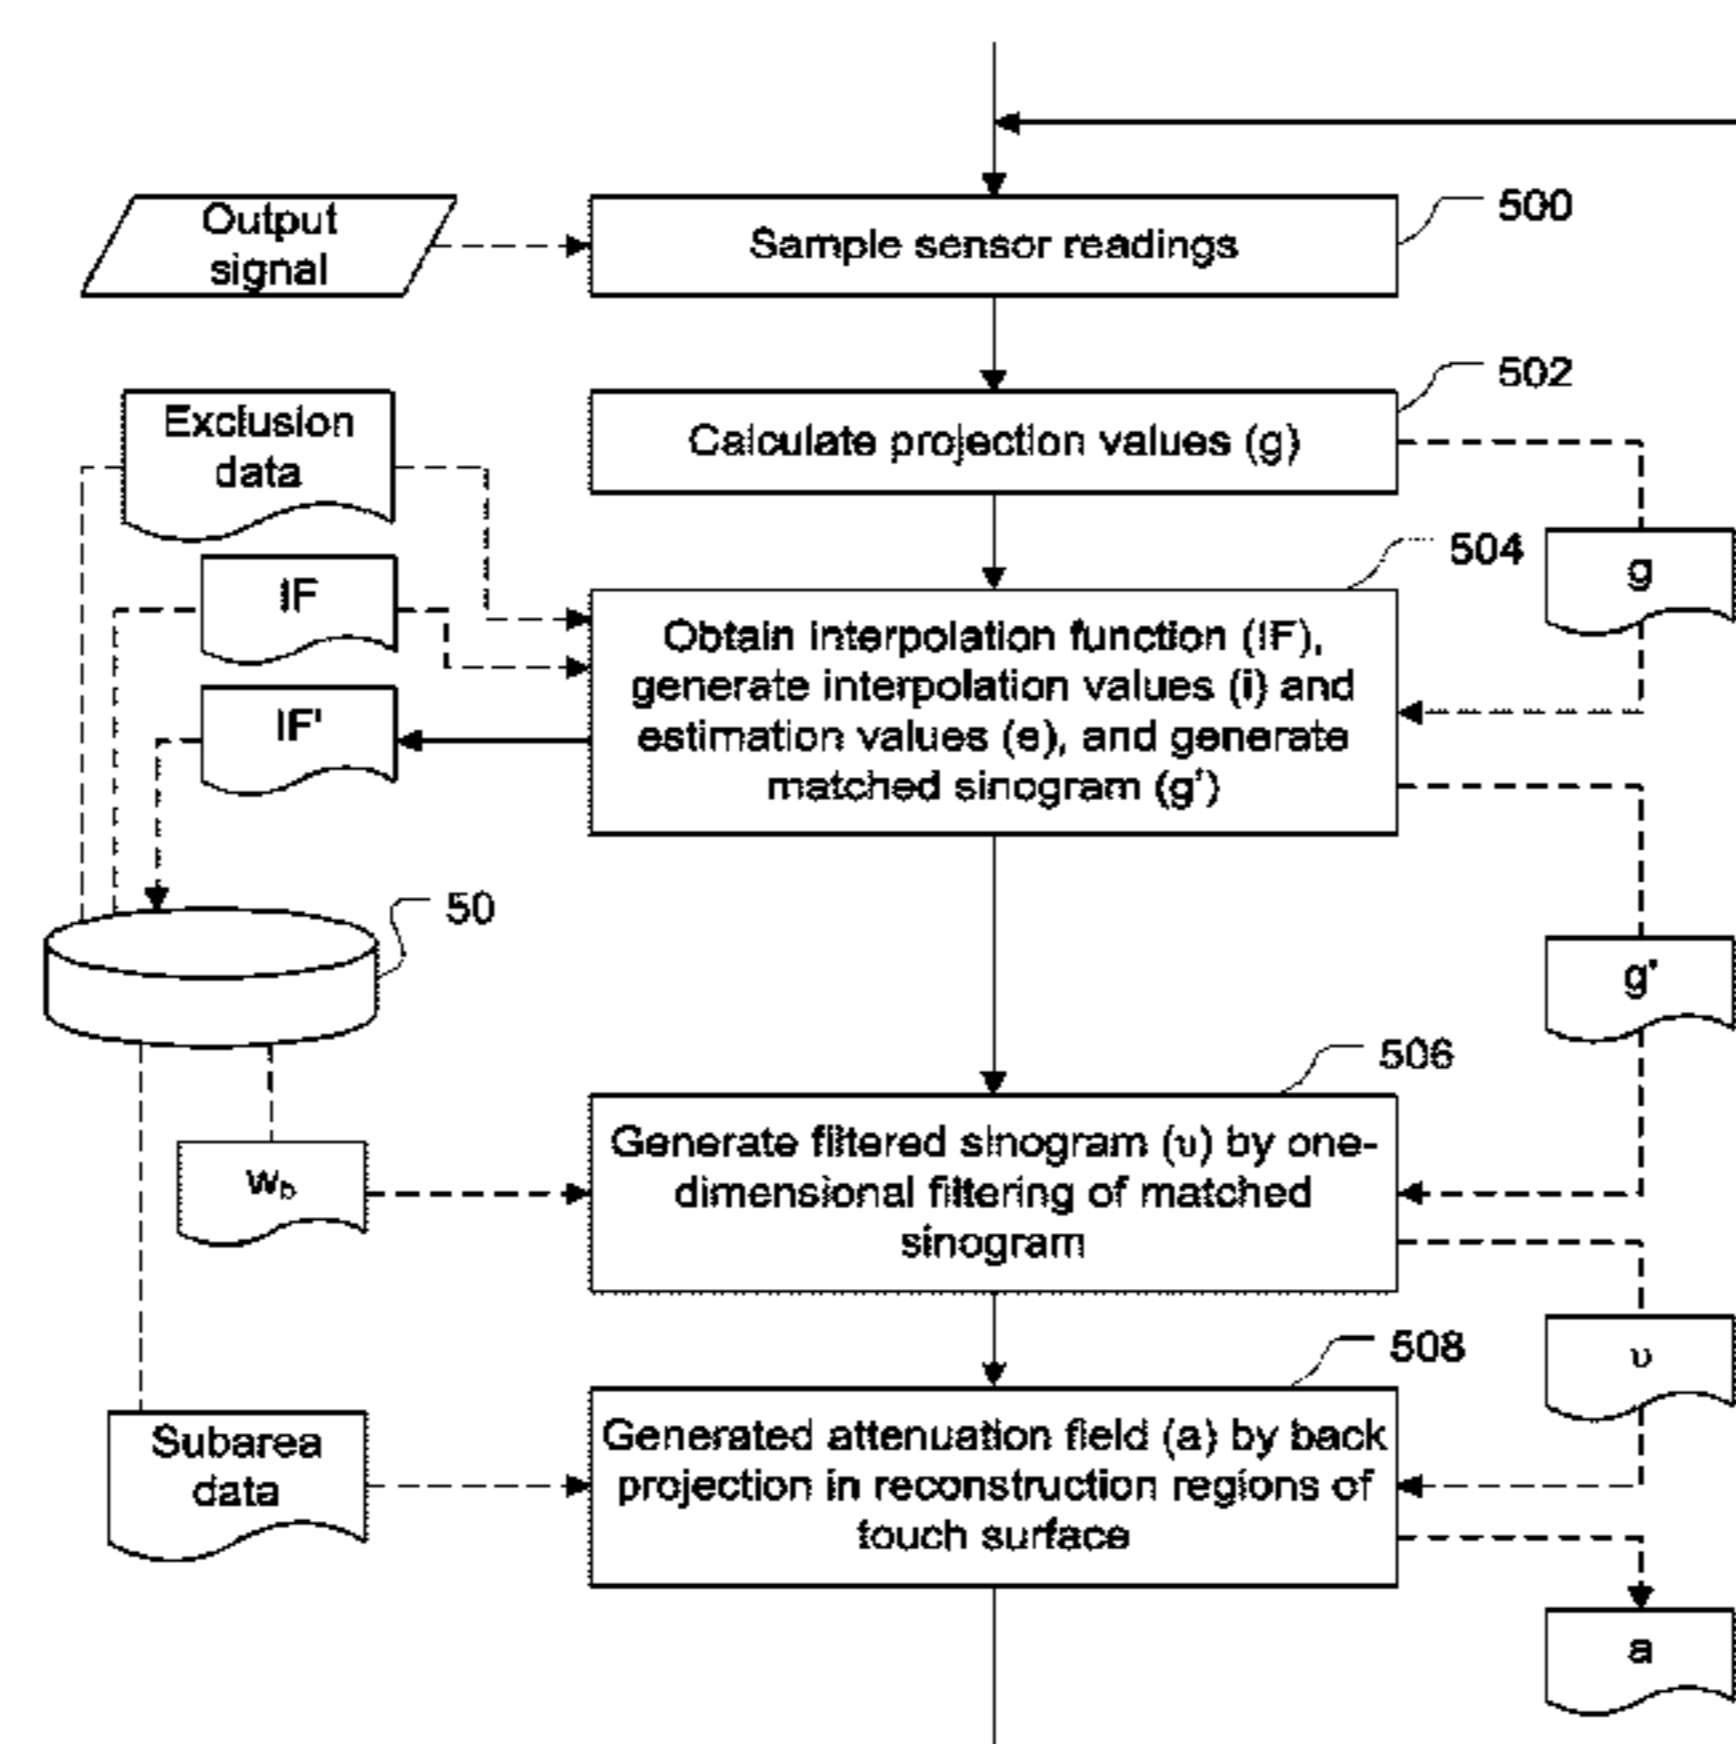 Output
signal
Sample sensor readings
500
Calculate projection values (g)
502
Exclusion
data
g
IF
504
Obtain interpolation function (IF),
generate interpolation values (i) and
estimation values (e), and generate
matched sinogram (g')
IF'
50
g'
506
Generate filtered sinogram (υ) by one-
dimensional filtering of matched
sinogram
wb
υ
508
Generated attenuation field (a) by back
projection in reconstruction regions of
touch surface
Subarea
data
a